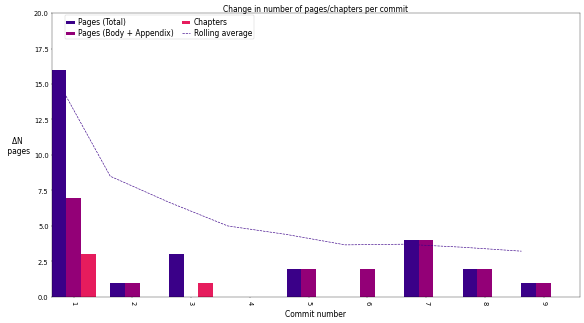 Change in number of pages/chapters per commit
Pages (Total)
Pages (Body + Appendix)
Chapters
Rolling average
20.0
17.5
15.0
12.5
10.0
7.5
5.0
2.5
0.0
ΔN
pages
1 2 3 4 5 6 7 8 9
Commit number